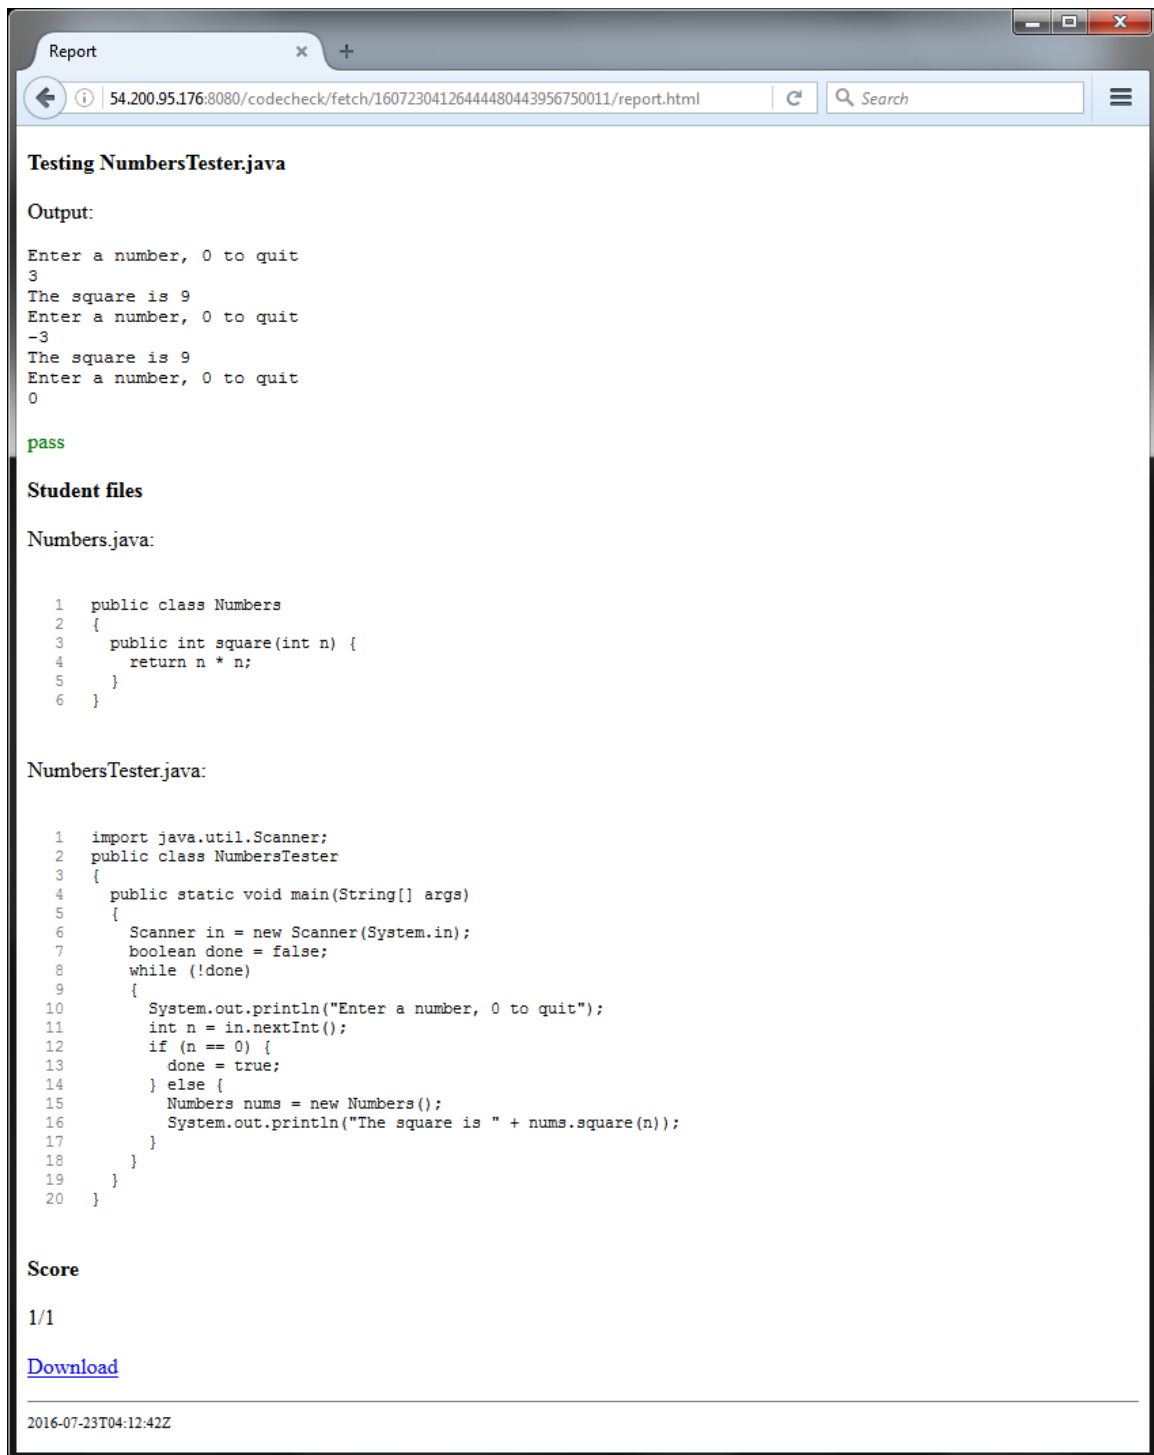 Report
54.200.95.176:8080/codecheck/fetch/16072304126444480443956750011/report.html
Search
Testing NumbersTester.java
Output:
Enter a number, 0 to quit
3
The square is 9
Enter a number, 0 to quit
-3
The square is 9
Enter a number, 0 to quit
0
pass
Student files
Numbers.java:
1 public class Numbers
2 {
3   public int square(int n) {
4     return n * n;
5   }
6 }
NumbersTester.java:
1 import java.util.Scanner;
2 public class NumbersTester
3 {
4   public static void main(String[] args)
5   {
6     Scanner in = new Scanner(System.in);
7     boolean done = false;
8     while (!done)
9     {
10       System.out.println("Enter a number, 0 to quit");
11       int n = in.nextInt();
12       if (n == 0) {
13         done = true;
14       } else {
15         Numbers nums = new Numbers();
16         System.out.println("The square is " + nums.square(n));
17       }
18     }
19   }
20 }
Score
1/1
Download
2016-07-23T04:12:42Z